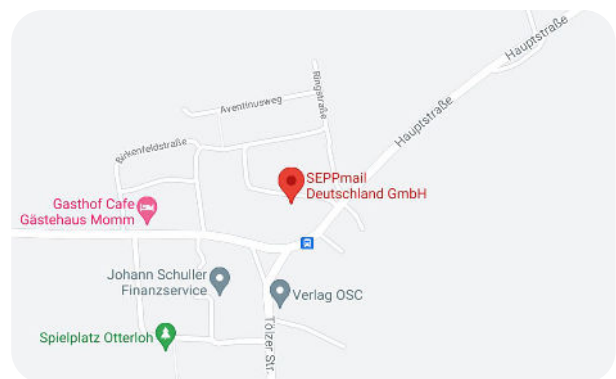 Hauptstraße
Ringstraße
Aventinusweg
Hauptstraße
Birkenfeldstraße
SEPPmail
Deutschland GmbH
Gasthof Cafe
Gästehaus Momm
Johann Schuller
Finanzservice
Verlag OSC
Spielplatz Otterloh
Tölzer Str.